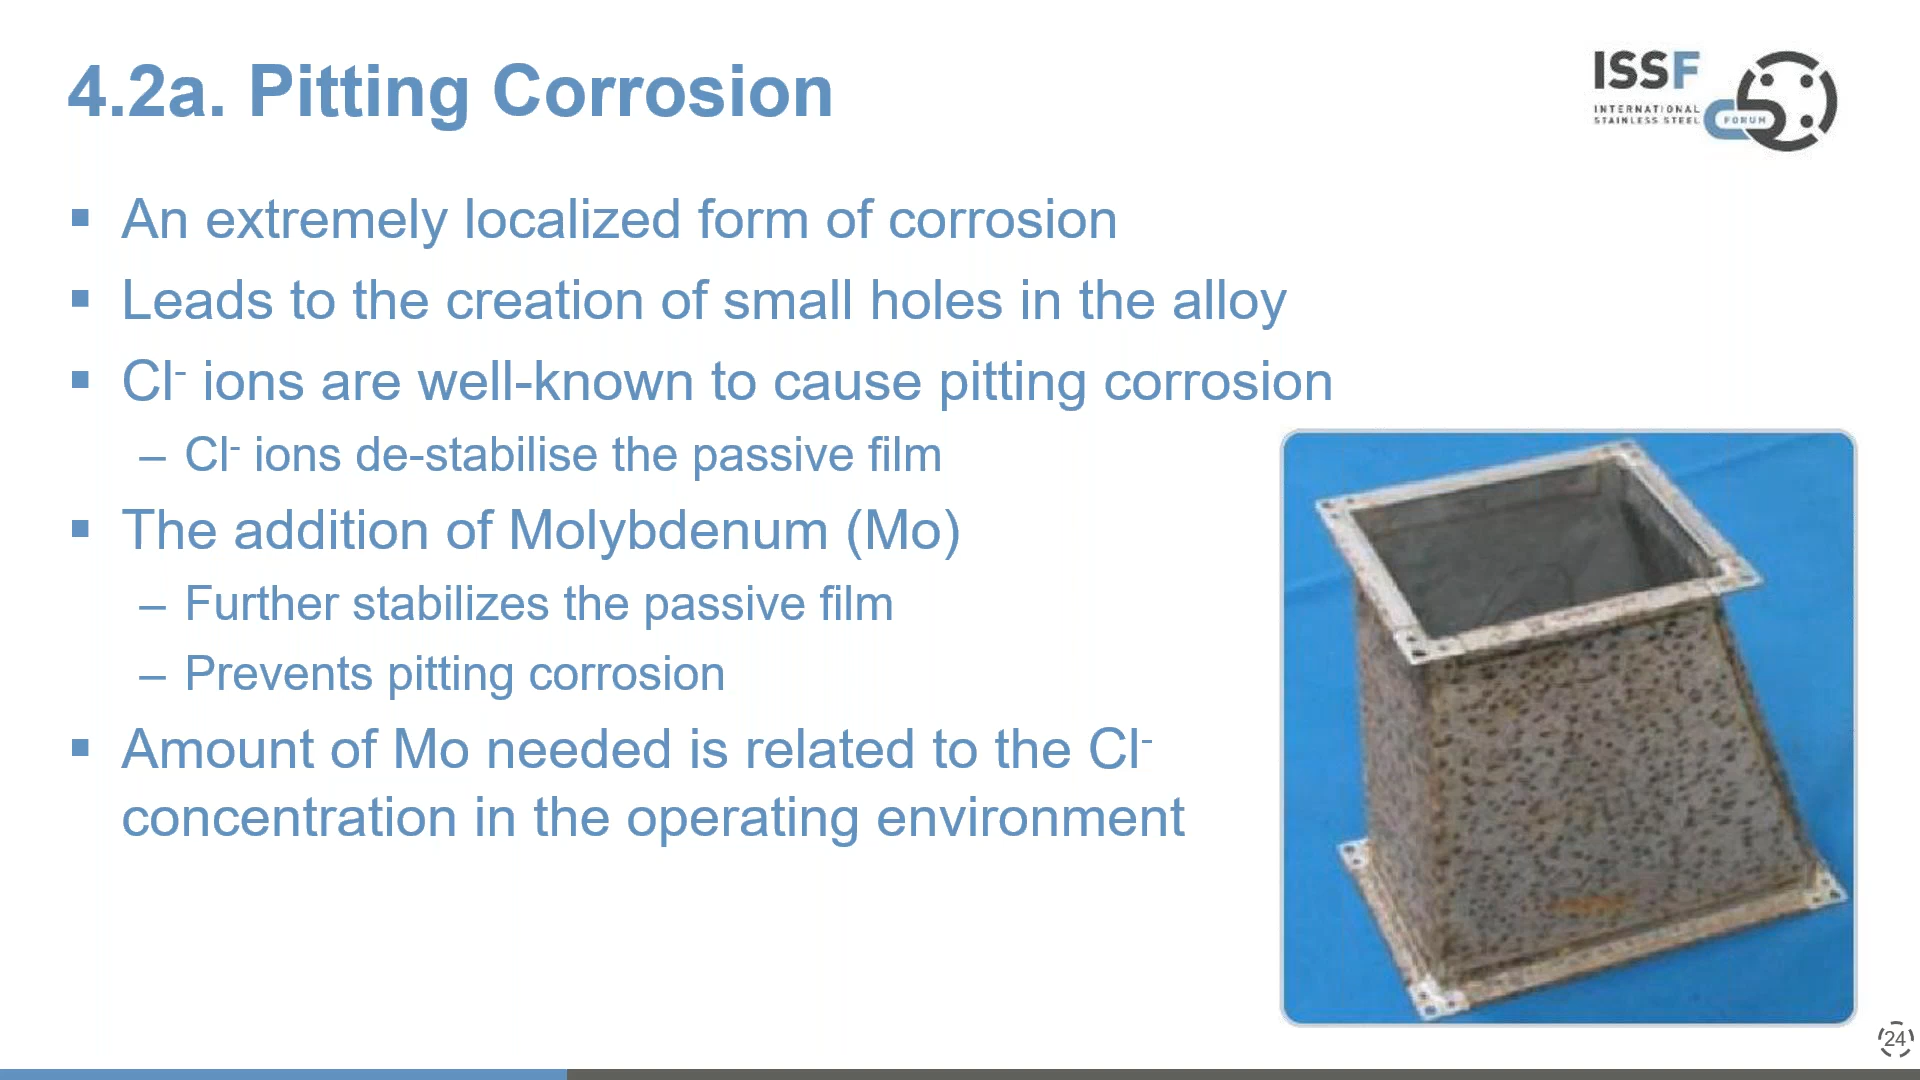 4.2a. Pitting Corrosion
ISSF
INTERNATIONAL
STAINLESS STEEL
FORUM
▪ An extremely localized form of corrosion
▪ Leads to the creation of small holes in the alloy
▪ Cl⁻ ions are well-known to cause pitting corrosion
– Cl⁻ ions de-stabilise the passive film
▪ The addition of Molybdenum (Mo)
– Further stabilizes the passive film
– Prevents pitting corrosion
▪ Amount of Mo needed is related to the Cl⁻
concentration in the operating environment
24